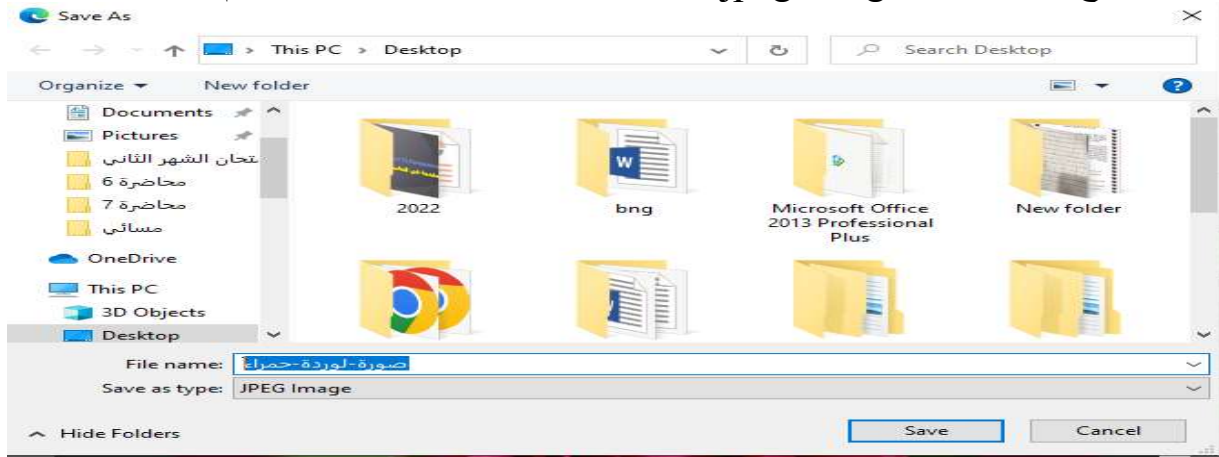 Save As
This PC > Desktop
Search Desktop
Organize
New folder
Documents
Pictures
متحان الشهر الثاني
محاضرة 6
محاضرة 7
مسائي
OneDrive
This PC
3D Objects
Desktop
2022
bng
Microsoft Office
2013 Professional
Plus
New folder
File name: صورة-لوردة-حمراء
Save as type: JPEG Image
Hide Folders
Save
Cancel